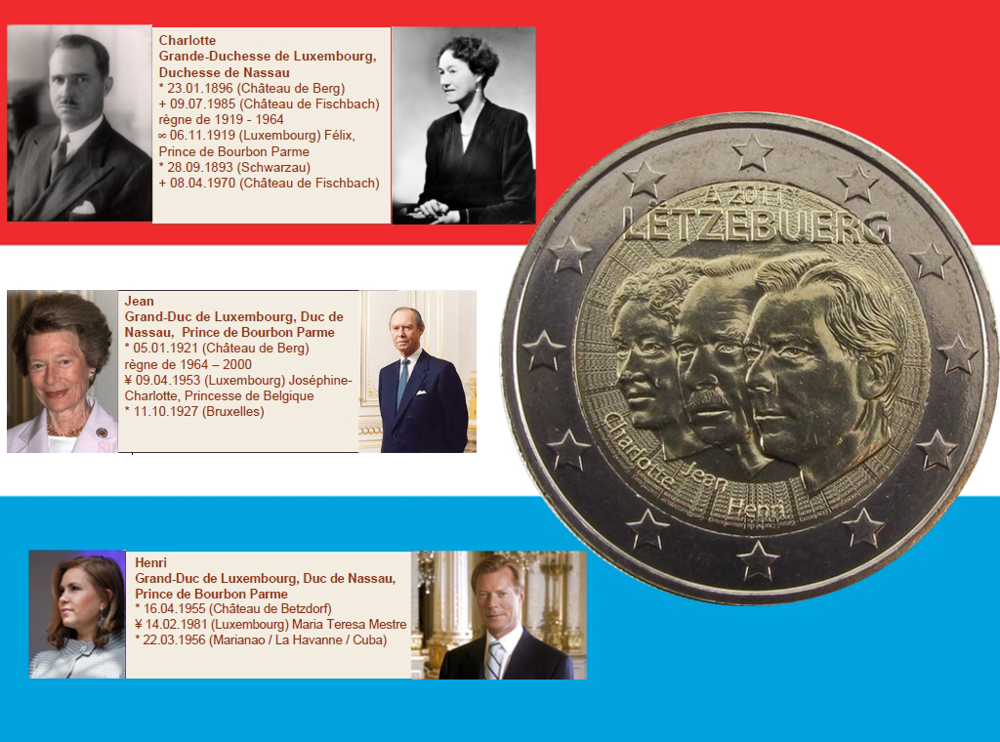 Charlotte
Grande-Duchesse de Luxembourg,
Duchesse de Nassau
* 23.01.1896 (Château de Berg)
+ 09.07.1985 (Château de Fischbach)
règne de 1919 - 1964
∞ 06.11.1919 (Luxembourg) Félix,
Prince de Bourbon Parme
* 28.09.1893 (Schwarzau)
+ 08.04.1970 (Château de Fischbach)
A 2011
LËTZEBUERG
Charlotte
Jean
Henri
Jean
Grand-Duc de Luxembourg, Duc de
Nassau,  Prince de Bourbon Parme
* 05.01.1921 (Château de Berg)
règne de 1964 – 2000
¥ 09.04.1953 (Luxembourg) Joséphine-
Charlotte, Princesse de Belgique
* 11.10.1927 (Bruxelles)
Henri
Grand-Duc de Luxembourg, Duc de Nassau,
Prince de Bourbon Parme
* 16.04.1955 (Château de Betzdorf)
¥ 14.02.1981 (Luxembourg) Maria Teresa Mestre
* 22.03.1956 (Marianao / La Havanne / Cuba)